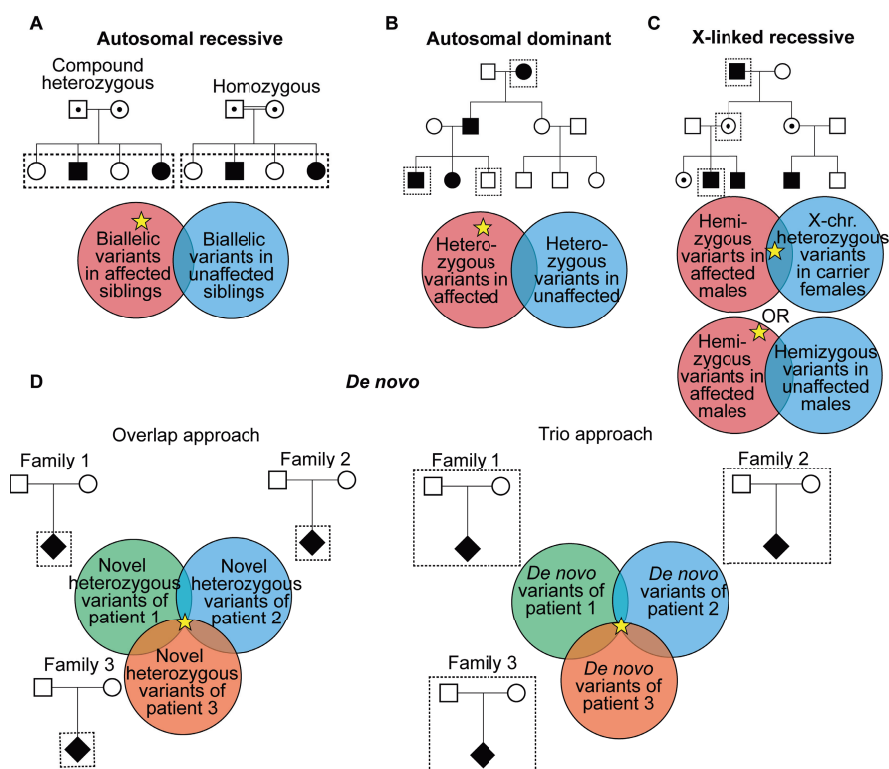 A
Autosomal recessive
Compound
heterozygous
Homozygous
Biallelic
variants
in affected
siblings
Biallelic
variants in
unaffected
siblings
B
Autosomal dominant
Hetero-
zygous
variants in
affected
Hetero-
zygous
variants in
unaffected
C
X-linked recessive
Hemi-
zygous
variants in
affected
males
X-chr.
heterozygous
variants
in carrier
females
OR
Hemi-
zygous
variants in
affected
males
Hemizygous
variants in
unaffected
males
D
De novo
Overlap approach
Family 1
Family 2
Novel
heterozygous
variants of
patient 1
Novel
heterozygous
variants of
patient 2
Family 3
Novel
heterozygous
variants of
patient 3
Trio approach
Family 1
Family 2
De novo
variants of
patient 1
De novo
variants of
patient 2
Family 3
De novo
variants of
patient 3